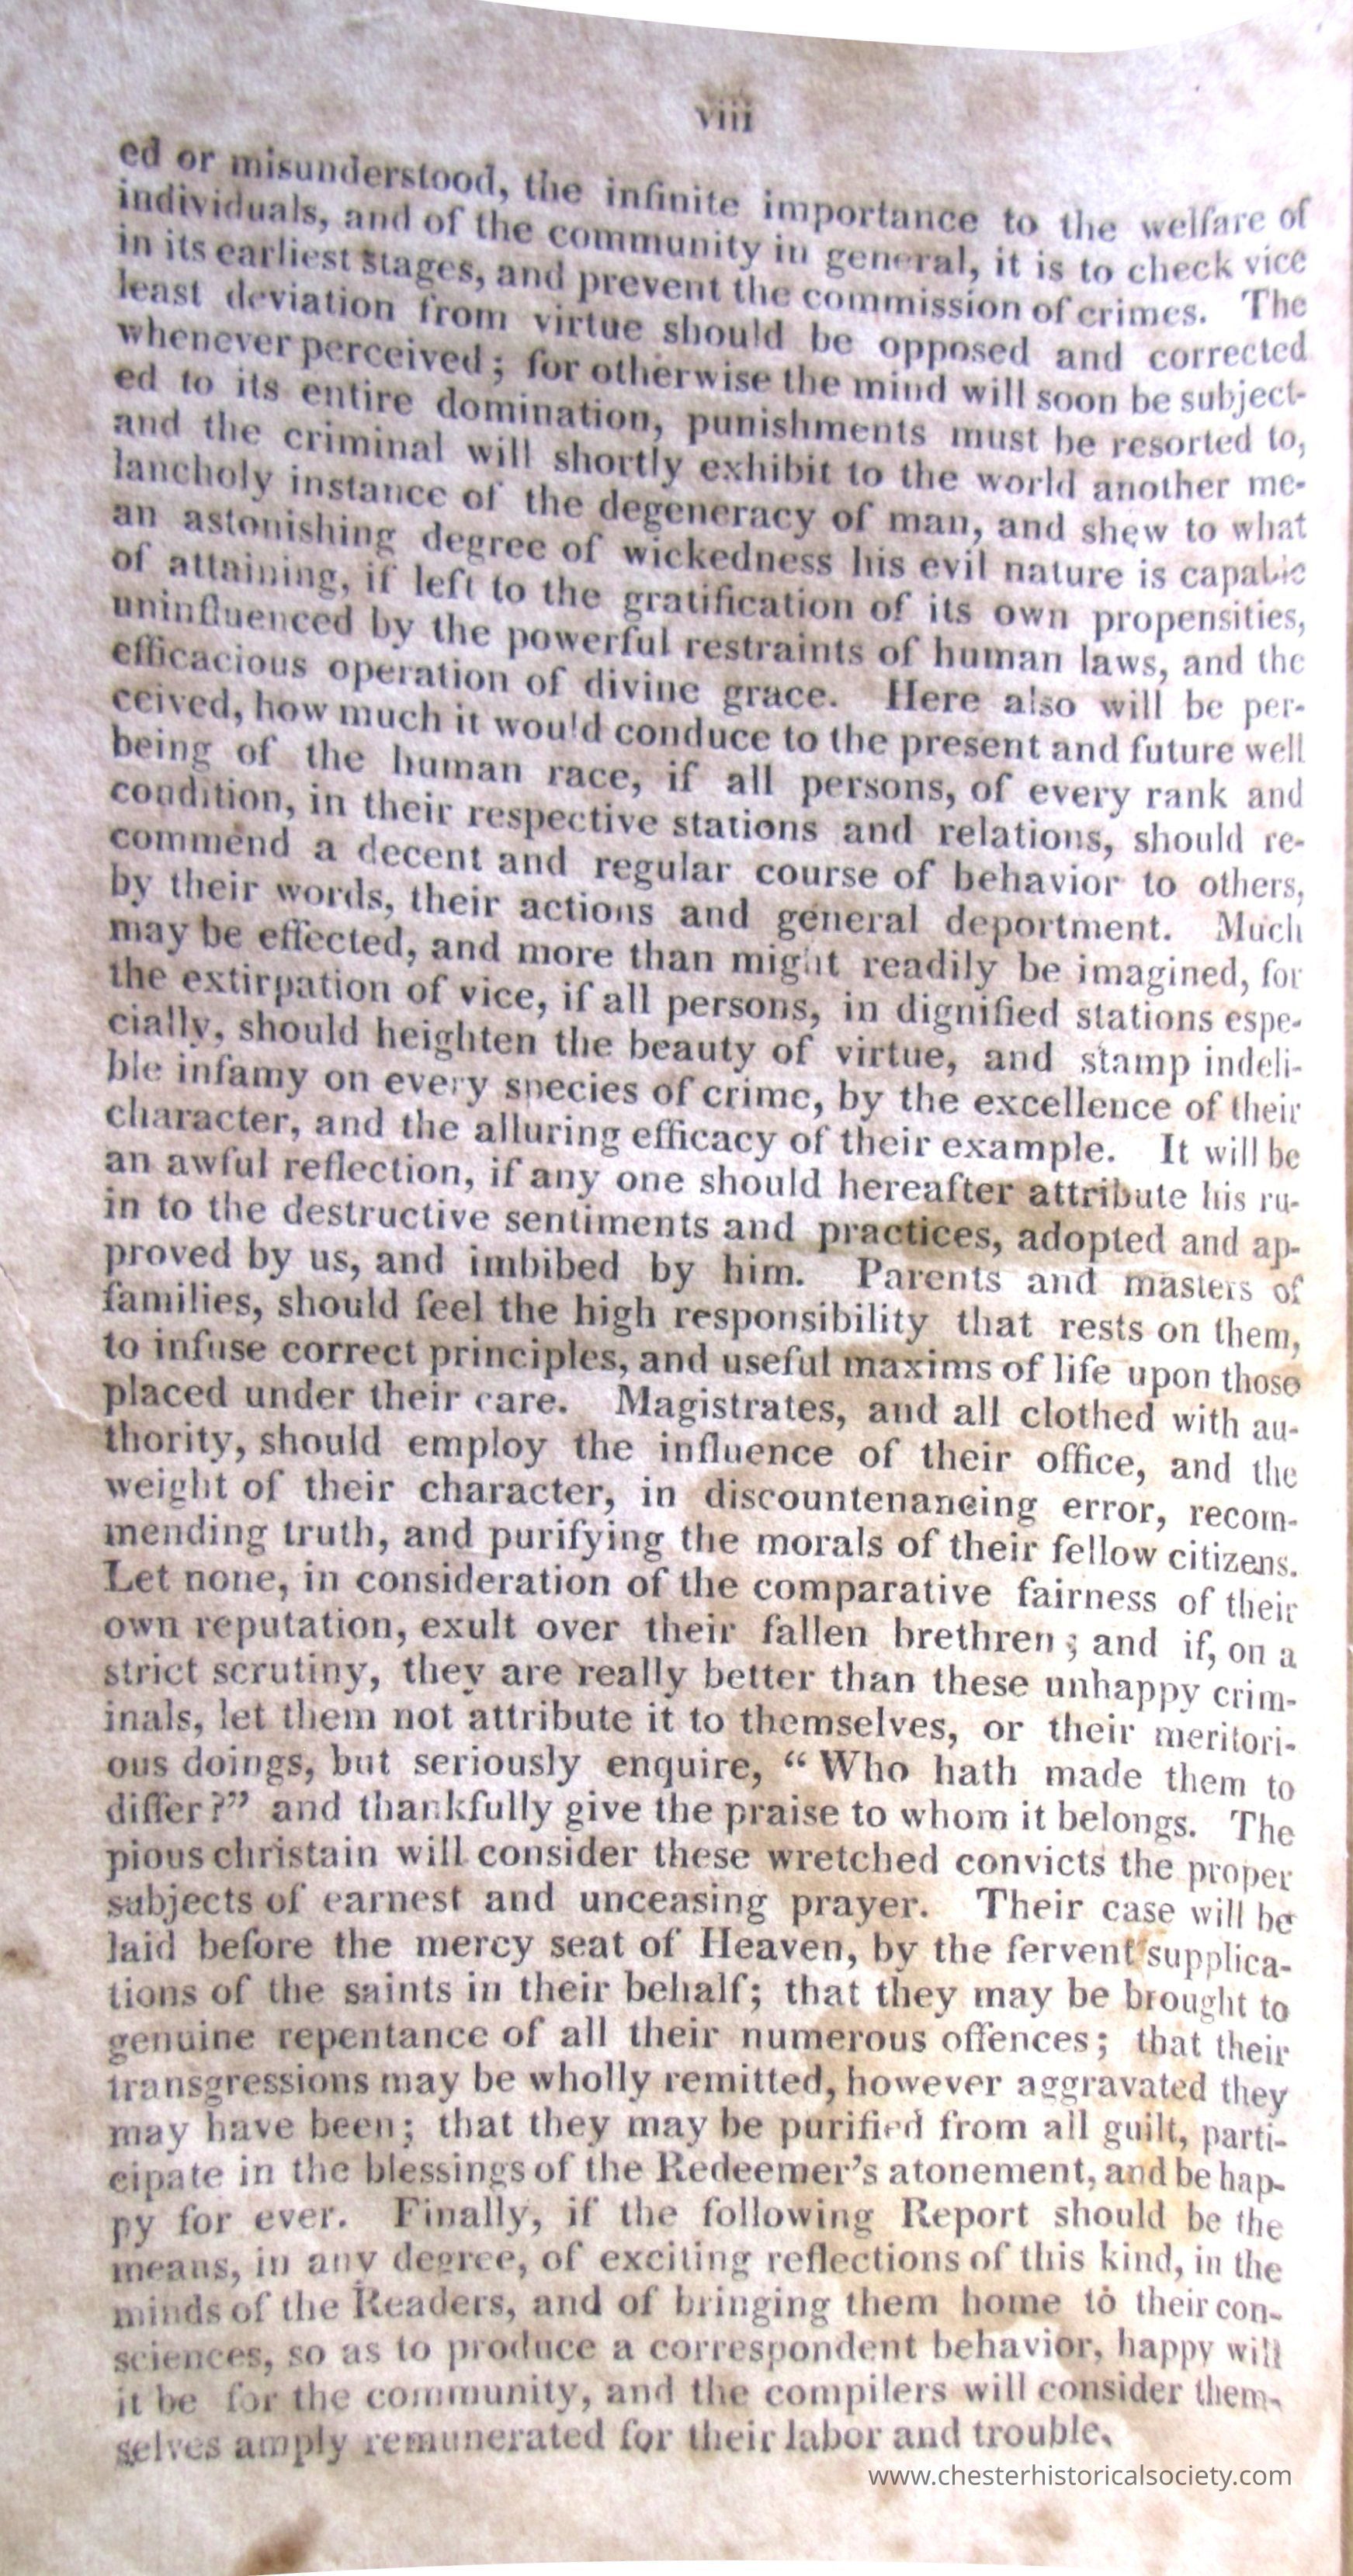 viii
ed or misunderstood, the infinite importance to the welfare of
individuals, and of the community in general, it is to check vice
in its earliest stages, and prevent the commission of crimes. The
least deviation from virtue should be opposed and corrected
whenever perceived; for otherwise the mind will soon be subject-
ed to its entire domination, punishments must be resorted to,
and the criminal will shortly exhibit to the world another me-
lancholy instance of the degeneracy of man, and shew to what
an astonishing degree of wickedness his evil nature is capable
of attaining, if left to the gratification of its own propensities,
uninfluenced by the powerful restraints of human laws, and the
efficacious operation of divine grace. Here also will be per-
ceived, how much it would conduce to the present and future well
being of the human race, if all persons, of every rank and
condition, in their respective stations and relations, should re-
commend a decent and regular course of behavior to others,
by their words, their actions and general deportment. Much
may be effected, and more than might readily be imagined, for
the extirpation of vice, if all persons, in dignified stations espe-
cially, should heighten the beauty of virtue, and stamp indeli-
ble infamy on every species of crime, by the excellence of their
character, and the alluring efficacy of their example. It will be
an awful reflection, if any one should hereafter attribute his ru-
in to the destructive sentiments and practices, adopted and ap-
proved by us, and imbibed by him. Parents and masters of
families, should feel the high responsibility that rests on them,
to infuse correct principles, and useful maxims of life upon those
placed under their care. Magistrates, and all clothed with au-
thority, should employ the influence of their office, and the
weight of their character, in discountenancing error, recom-
mending truth, and purifying the morals of their fellow citizens.
Let none, in consideration of the comparative fairness of their
own reputation, exult over their fallen brethren; and if, on a
strict scrutiny, they are really better than these unhappy crim-
inals, let them not attribute it to themselves, or their meritori-
ous doings, but seriously enquire, “Who hath made them to
differ?” and thankfully give the praise to whom it belongs. The
pious christain will consider these wretched convicts the proper
subjects of earnest and unceasing prayer. Their case will be
laid before the mercy seat of Heaven, by the fervent supplica-
tions of the saints in their behalf; that they may be brought to
genuine repentance of all their numerous offences; that their
transgressions may be wholly remitted, however aggravated they
may have been; that they may be purified from all guilt, parti-
cipate in the blessings of the Redeemer's atonement, and be hap-
py for ever. Finally, if the following Report should be the
means, in any degree, of exciting reflections of this kind, in the
minds of the Readers, and of bringing them home to their con-
sciences, so as to produce a correspondent behavior, happy will
it be for the community, and the compilers will consider them-
selves amply remunerated for their labor and trouble.
www.chesterhistoricalsociety.com